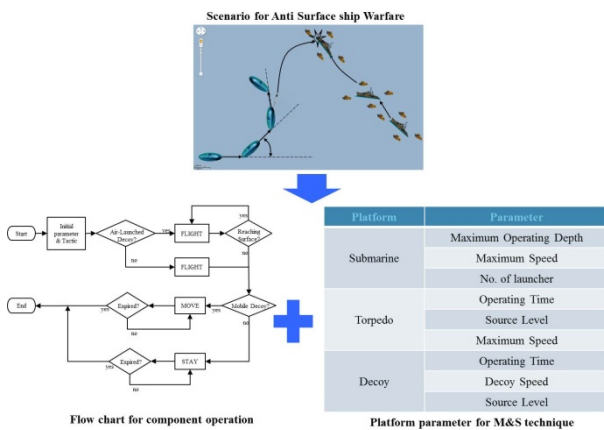 Scenario for Anti Surface ship Warfare
Start
Initial
parameter
& Tactic
Air-Launched
Decoy?
yes
FLIGHT
yes
Reaching
Surface?
no
FLIGHT
no
End
Expired?
yes
MOVE
yes
Mobile Decoy?
no
no
Expired?
yes
STAY
no
Flow chart for component operation
Platform Parameter
Submarine
Maximum Operating Depth
Maximum Speed
No. of launcher
Torpedo
Operating Time
Source Level
Maximum Speed
Decoy
Operating Time
Decoy Speed
Source Level
Platform parameter for M&S technique